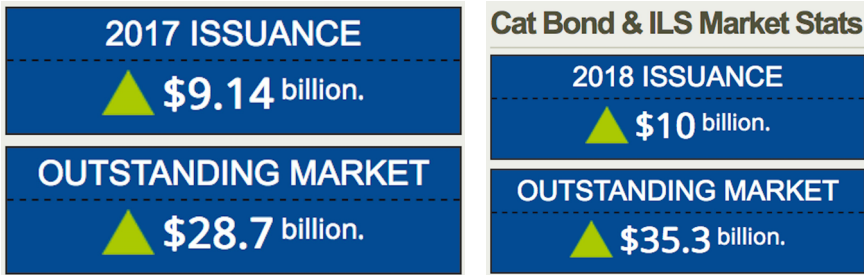 2017 ISSUANCE
$9.14 billion.
OUTSTANDING MARKET
$28.7 billion.
Cat Bond & ILS Market Stats
2018 ISSUANCE
$10 billion.
OUTSTANDING MARKET
$35.3 billion.